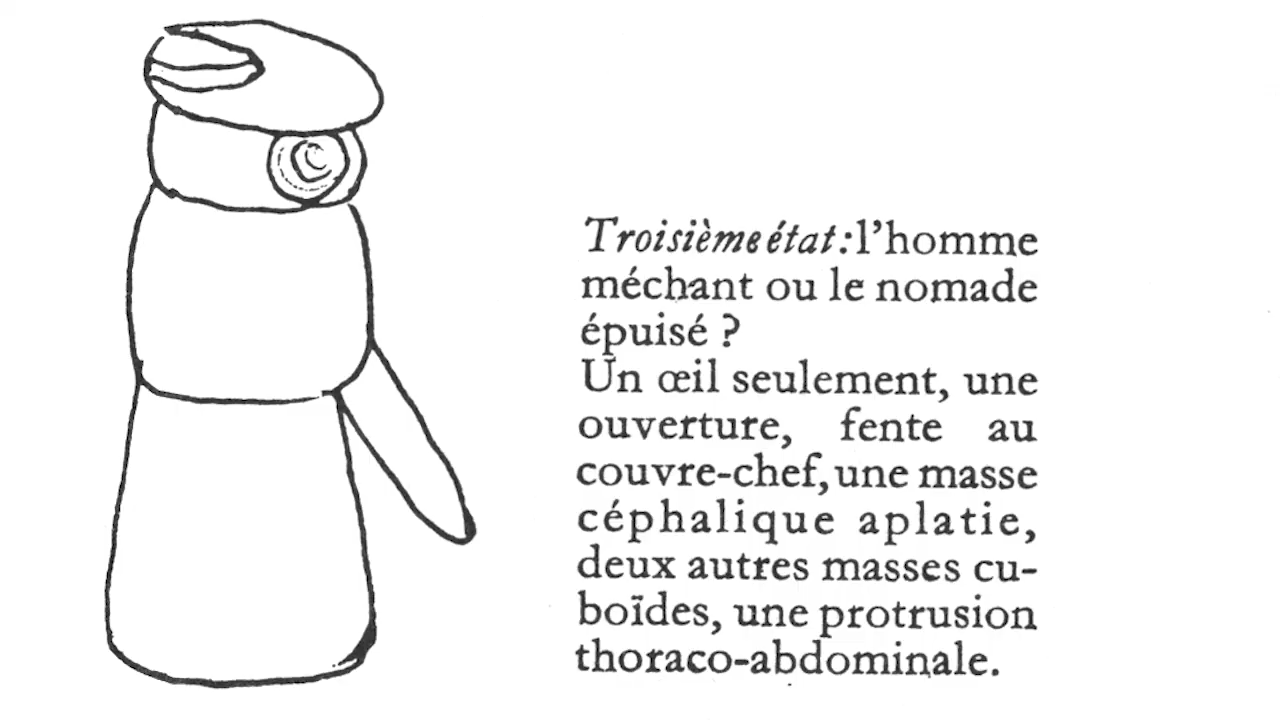 Troisième état : l'homme
méchant ou le nomade
épuisé ?
Un œil seulement, une
ouverture, fente au
couvre-chef, une masse
céphalique aplatie,
deux autres masses cu-
boïdes, une protrusion
thoraco-abdominale.